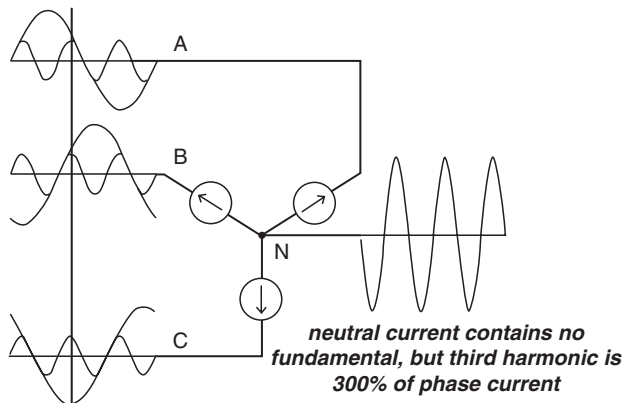 A
B
N
C
neutral current contains no
fundamental, but third harmonic is
300% of phase current